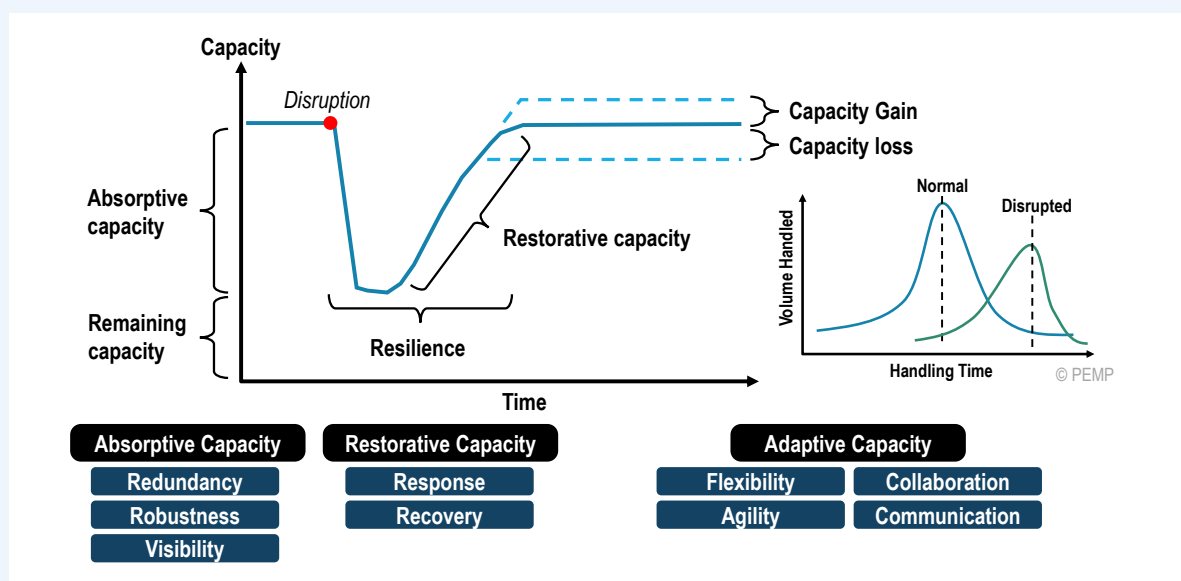 Capacity
Disruption
Capacity Gain
Capacity loss
Absorptive
capacity
Restorative capacity
Remaining
capacity
Resilience
Time
Normal
Disrupted
Volume Handled
Handling Time
© PEMP
Absorptive Capacity
Redundancy
Robustness
Visibility
Restorative Capacity
Response
Recovery
Adaptive Capacity
Flexibility
Collaboration
Agility
Communication